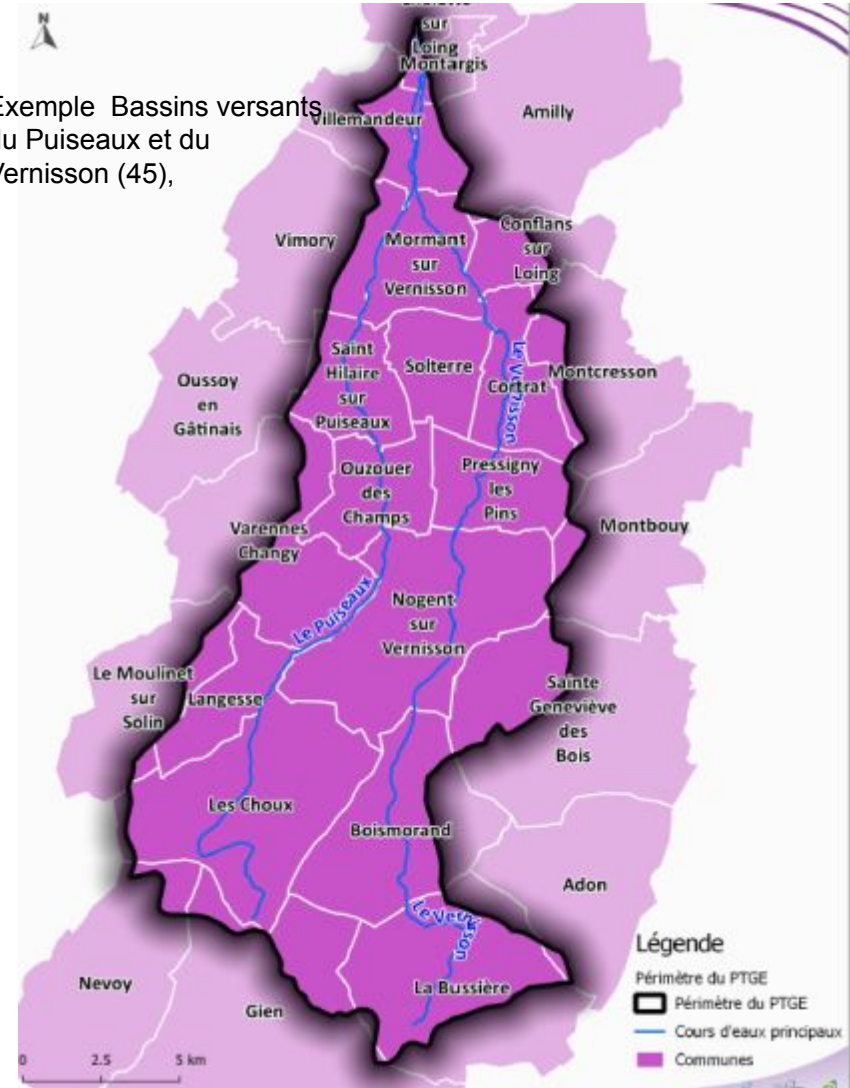 N
sur
Loing
Montargis
Exemple Bassins versants
du Puiseaux et du
Vernisson (45),
Villemandeur
Amilly
Vimory
Mormant
sur
Vernisson
Conflans
sur
Loing
Saint
Hilaire
sur
Puiseaux
Solterre
Cortrat
Le Vernisson
Montcresson
Oussoy
en
Gâtinais
Ouzouer
des
Champs
Pressigny
les
Pins
Varennes
Changy
Montbouy
Le Puiseaux
Nogent
sur
Vernisson
Le Moulinet
sur
Solin
Langesse
Sainte
Geneviève
des
Bois
Les Choux
Boismorand
Adon
Le Vernisson
La Bussière
Nevoy
Gien
Légende
Périmètre du PTGE
Périmètre du PTGE
Cours d'eaux principaux
Communes
0 2.5 5 km